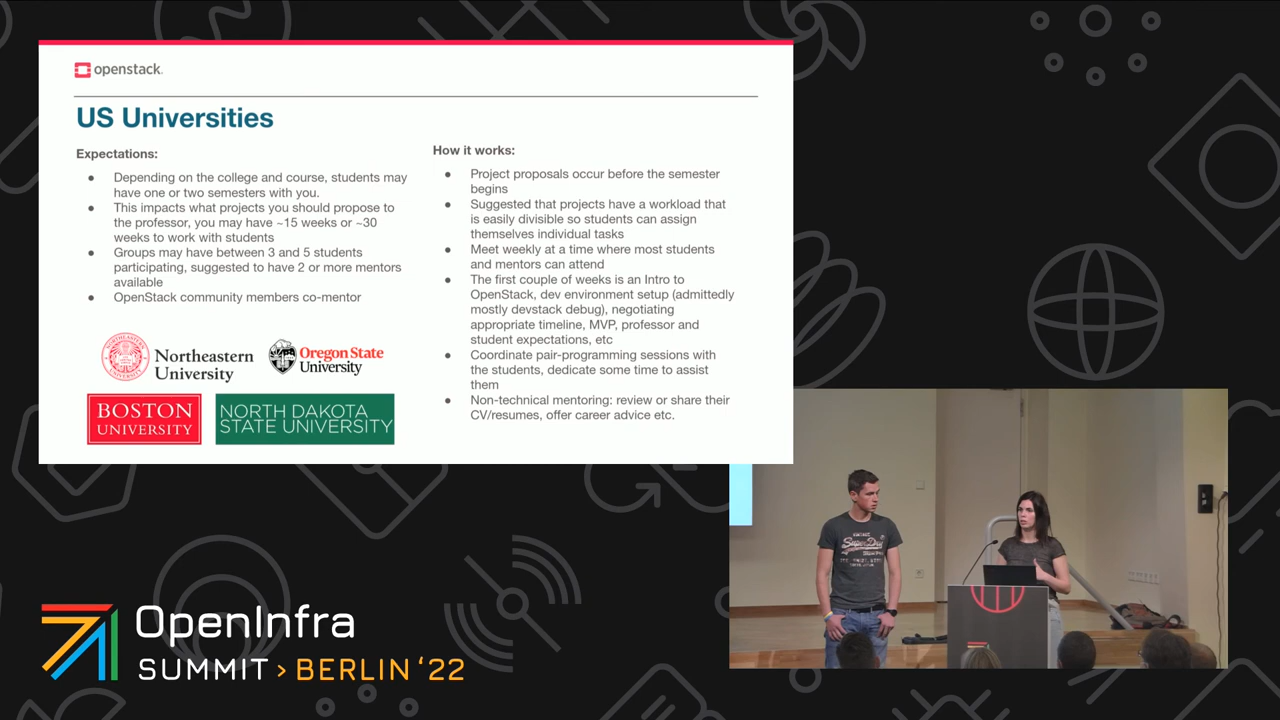 openstack.
US Universities
Expectations:
● Depending on the college and course, students may
have one or two semesters with you.
● This impacts what projects you should propose to
the professor, you may have ~15 weeks or ~30
weeks to work with students
● Groups may have between 3 and 5 students
participating, suggested to have 2 or more mentors
available
● OpenStack community members co-mentor
Northeastern
University
Oregon State
University
BOSTON
UNIVERSITY
NORTH DAKOTA
STATE UNIVERSITY
How it works:
● Project proposals occur before the semester
begins
● Suggested that projects have a workload that
is easily divisible so students can assign
themselves individual tasks
● Meet weekly at a time where most students
and mentors can attend
● The first couple of weeks is an Intro to
OpenStack, dev environment setup (admittedly
mostly devstack debug), negotiating
appropriate timeline, MVP, professor and
student expectations, etc
● Coordinate pair-programming sessions with
the students, dedicate some time to assist
them
● Non-technical mentoring: review or share their
CV/resumes, offer career advice etc.
SuperDry
OpenInfra
SUMMIT > BERLIN ‘22